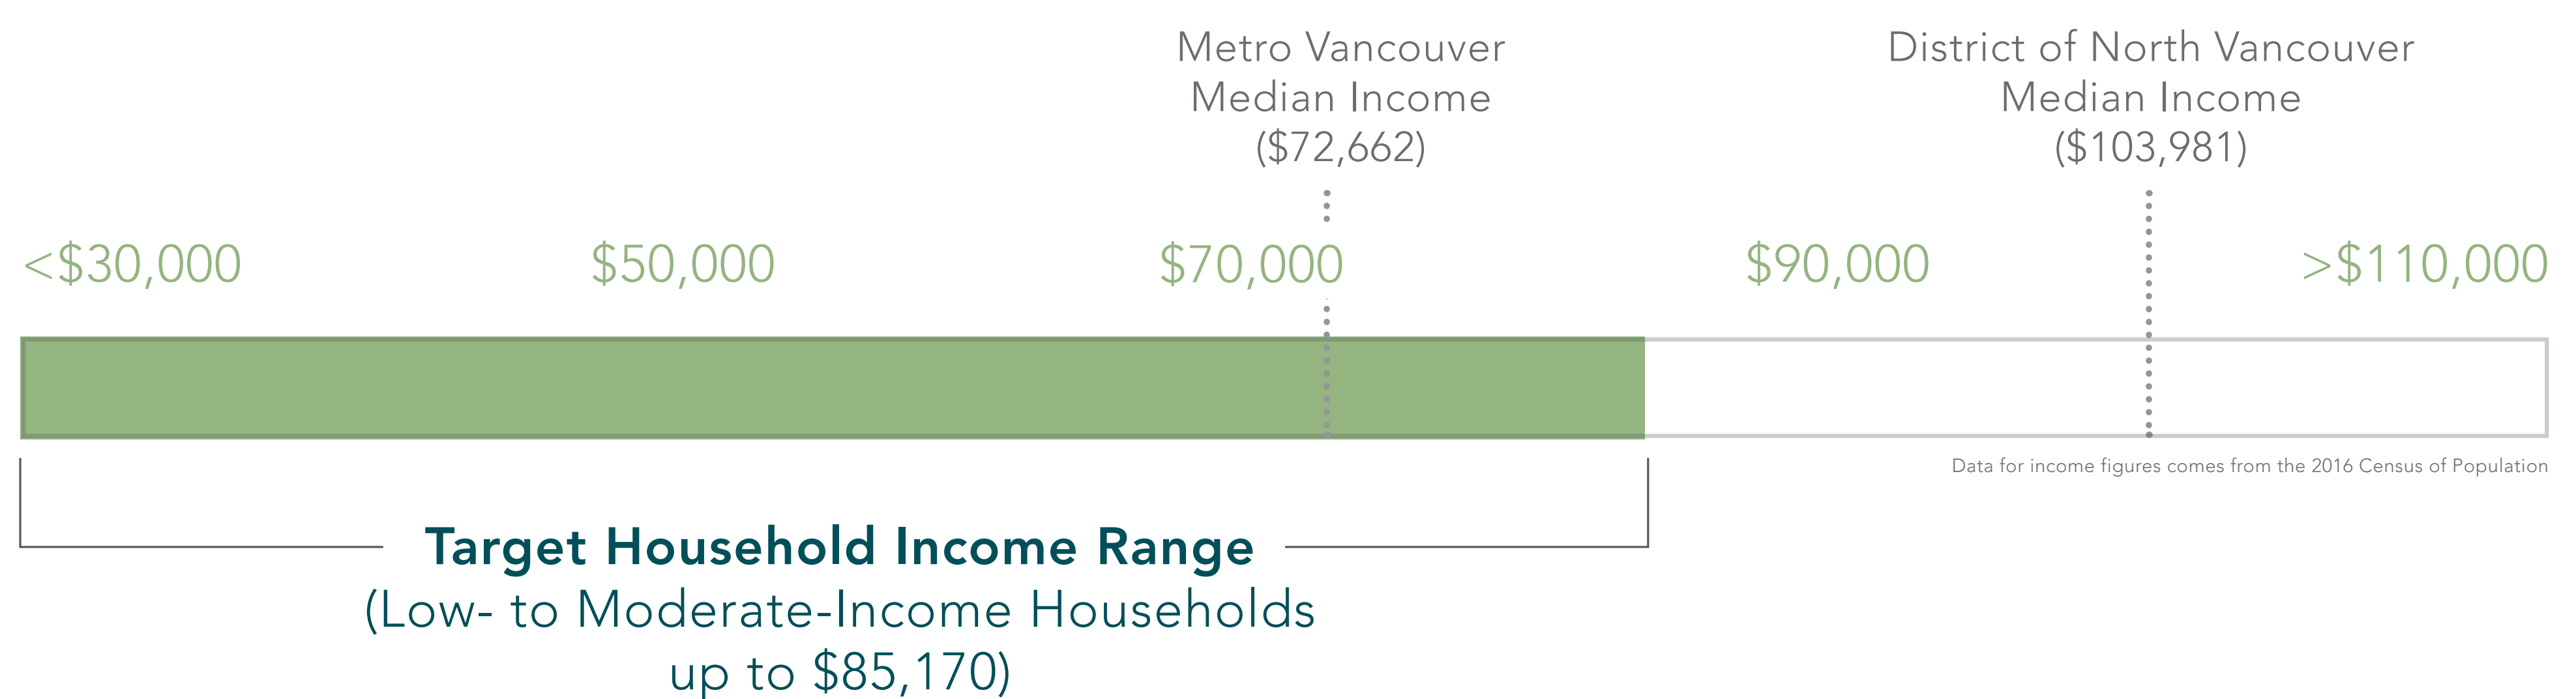 Metro Vancouver
Median Income
($72,662)
District of North Vancouver
Median Income
($103,981)
<$30,000
$50,000
$70,000
$90,000
>$110,000
Data for income figures comes from the 2016 Census of Population
Target Household Income Range
(Low- to Moderate-Income Households
up to $85,170)